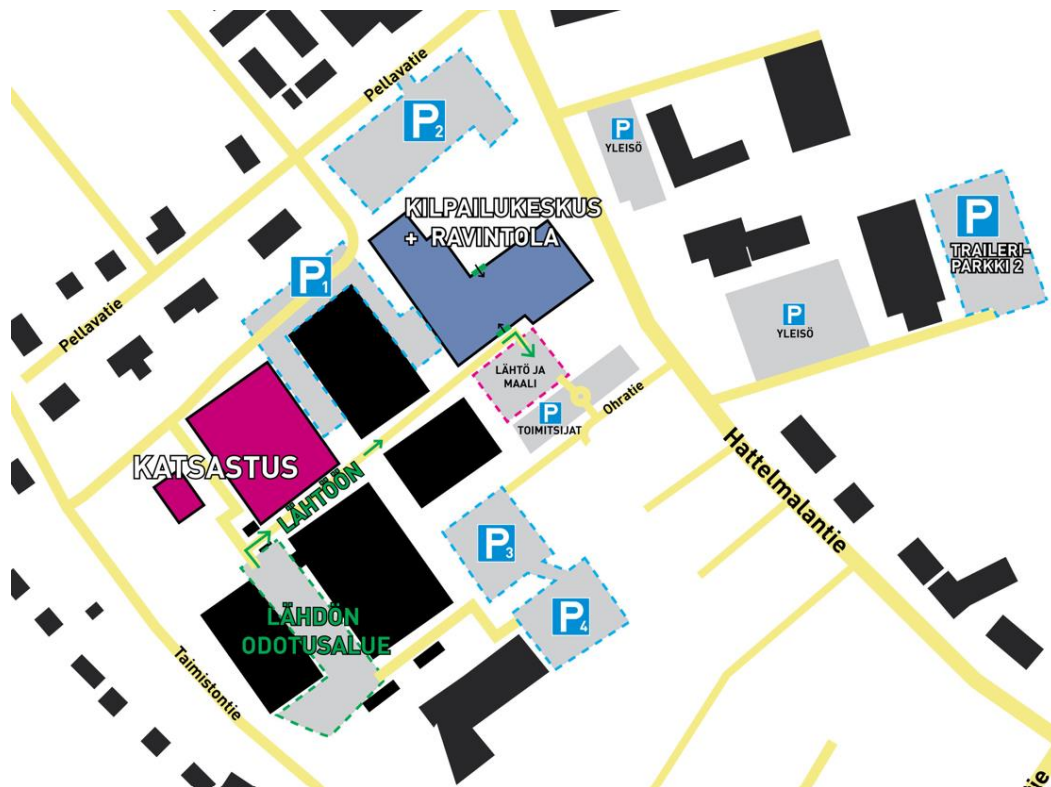 Pellavatie
P2
P
YLEISÖ
KILPAILUKESKUS
+ RAVINTOLA
P
TRAILERI-
PARKKI 2
P1
Pellavatie
P
YLEISÖ
LÄHTÖ JA
MAALI
P
TOIMITSIJAT
Ohratie
KATSASTUS
LÄHTÖÖN
Hattelmalantie
P3
P4
LÄHDÖN
ODOTUSALUE
Taimistontie